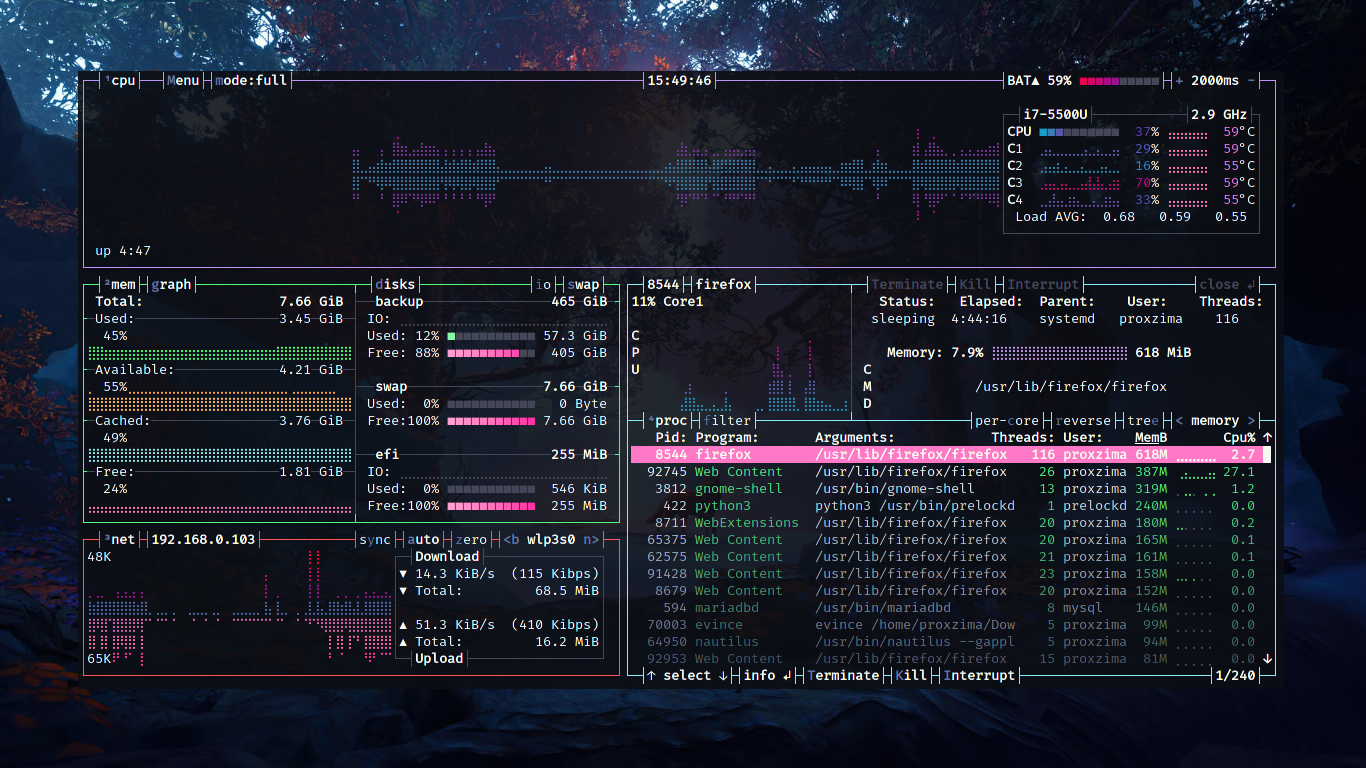 ¹cpu Menu mode:full 15:49:46 BAT▲ 59% + 2000ms -
i7-5500U 2.9 GHz
CPU 37% 59°C
C1 29% 59°C
C2 16% 55°C
C3 70% 59°C
C4 33% 55°C
Load AVG: 0.68 0.59 0.55
up 4:47
²mem graph disks io swap
Total: 7.66 GiB
Used: 3.45 GiB
45%
Available: 4.21 GiB
55%
Cached: 3.76 GiB
49%
Free: 1.81 GiB
24%
backup 465 GiB
IO:
Used: 12% 57.3 GiB
Free: 88% 405 GiB
swap 7.66 GiB
Used: 0% 0 Byte
Free:100% 7.66 GiB
efi 255 MiB
IO:
Used: 0% 546 KiB
Free:100% 255 MiB
³net 192.168.0.103 sync auto zero <b wlp3s0 n>
48K
65K
Download
▼ 14.3 KiB/s (115 Kibps)
▼ Total: 68.5 MiB
▲ 51.3 KiB/s (410 Kibps)
▲ Total: 16.2 MiB
Upload
8544 firefox Terminate Kill Interrupt close ↲
11% Core1
C
P
U
Status: Elapsed: Parent: User: Threads:
sleeping 4:44:16 systemd proxzima 116
Memory: 7.9% 618 MiB
C
M
D
/usr/lib/firefox/firefox
⁴proc filter per-core reverse tree < memory >
Pid: Program: Arguments: Threads: User: MemB Cpu% ↑
8544 firefox /usr/lib/firefox/firefox 116 proxzima 618M 2.7
92745 Web Content /usr/lib/firefox/firefox 26 proxzima 387M 27.1
3812 gnome-shell /usr/bin/gnome-shell 13 proxzima 319M 1.2
422 python3 python3 /usr/bin/prelockd 1 prelockd 240M 0.0
8711 WebExtensions /usr/lib/firefox/firefox 20 proxzima 180M 0.2
65375 Web Content /usr/lib/firefox/firefox 20 proxzima 165M 0.1
62575 Web Content /usr/lib/firefox/firefox 21 proxzima 161M 0.1
91428 Web Content /usr/lib/firefox/firefox 23 proxzima 158M 0.0
8679 Web Content /usr/lib/firefox/firefox 20 proxzima 152M 0.0
594 mariadbd /usr/bin/mariadbd 8 mysql 146M 0.0
70003 evince evince /home/proxzima/Dow 5 proxzima 99M 0.0
64950 nautilus /usr/bin/nautilus --gappl 5 proxzima 94M 0.0
92953 Web Content /usr/lib/firefox/firefox 15 proxzima 81M 0.0 ↓
↑ select ↓ info ↲ Terminate Kill Interrupt 1/240